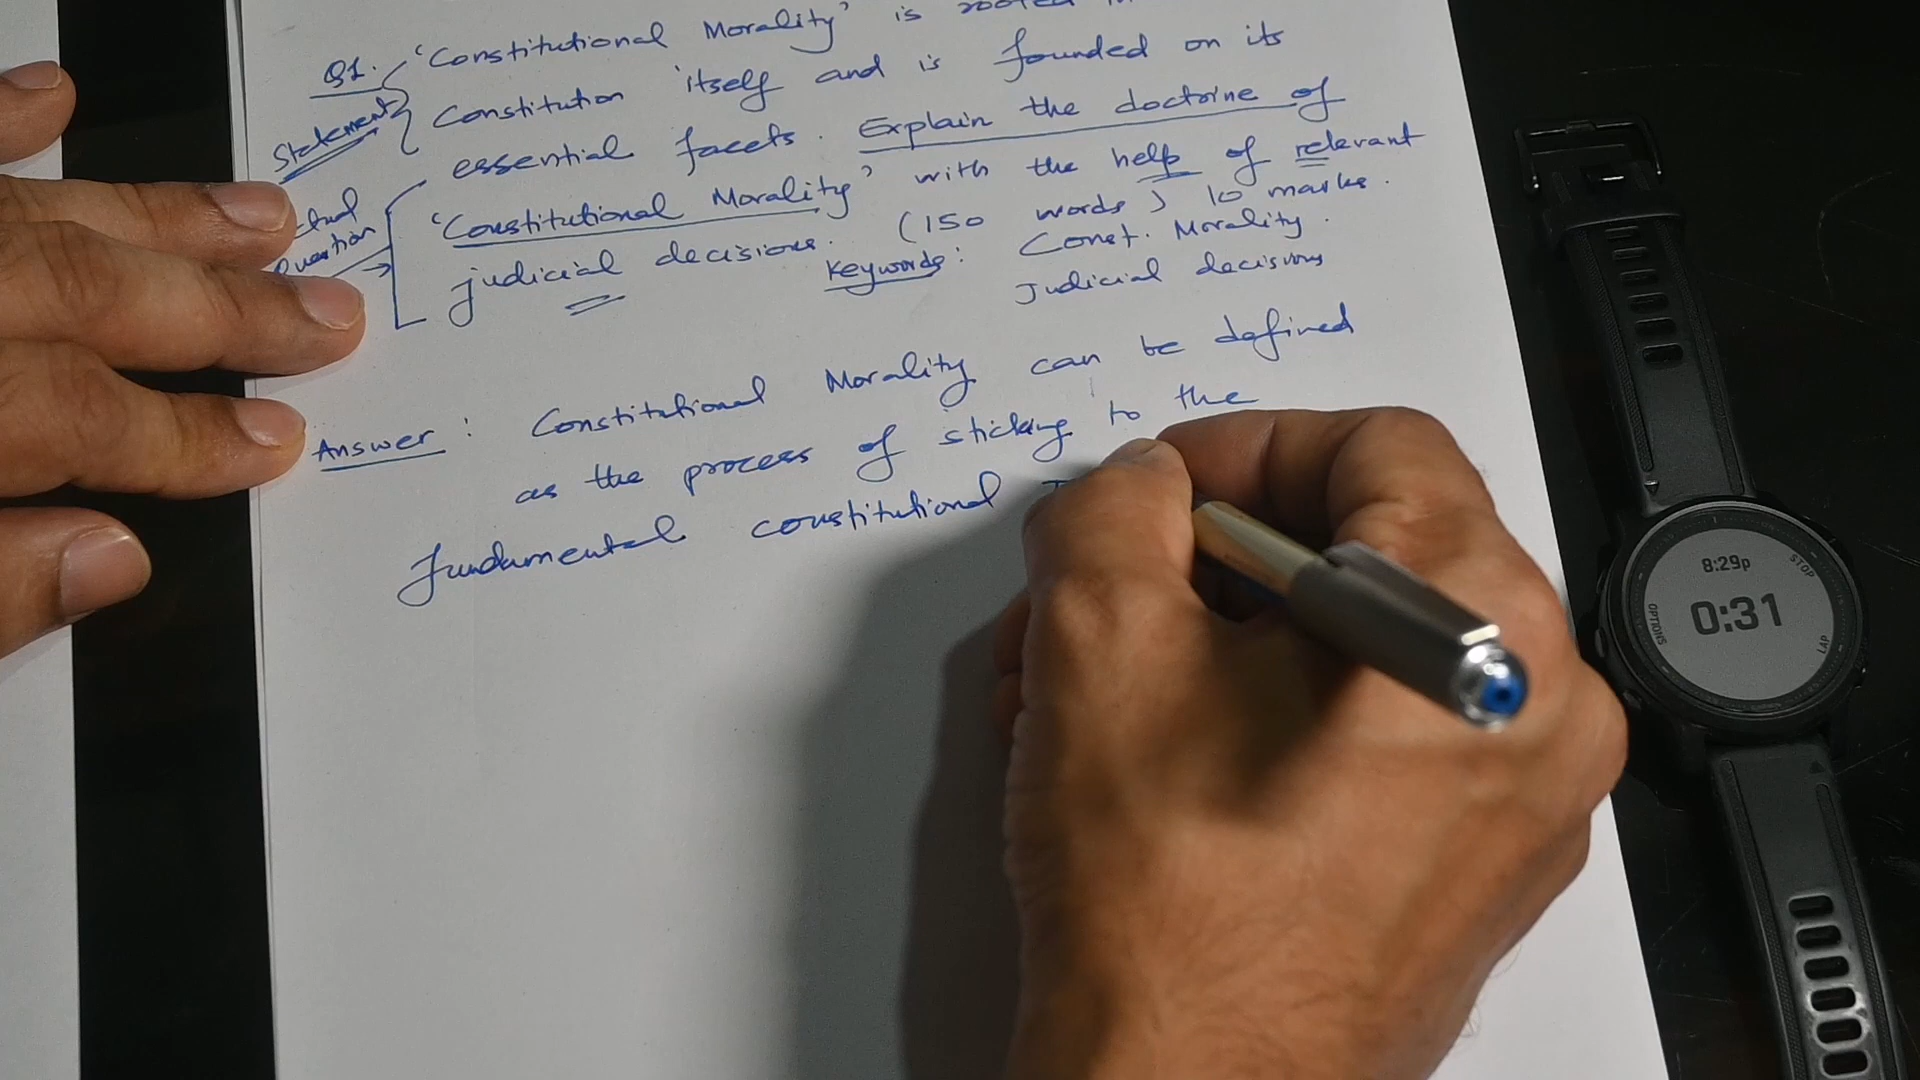 Q1. 'Constitutional Morality' is rooted in
Statement
Constitution itself and is founded on its
essential facets. Explain the doctrine of
Question
'Constitutional Morality' with the help of relevant
judicial decisions. (150 words) 10 marks.
Keywords: Const. Morality.
Judicial decisions
Answer: Constitutional Morality can be defined
as the process of sticking to the
fundamental constitutional
8:29p
STOP
0:31
OPTIONS
LAP